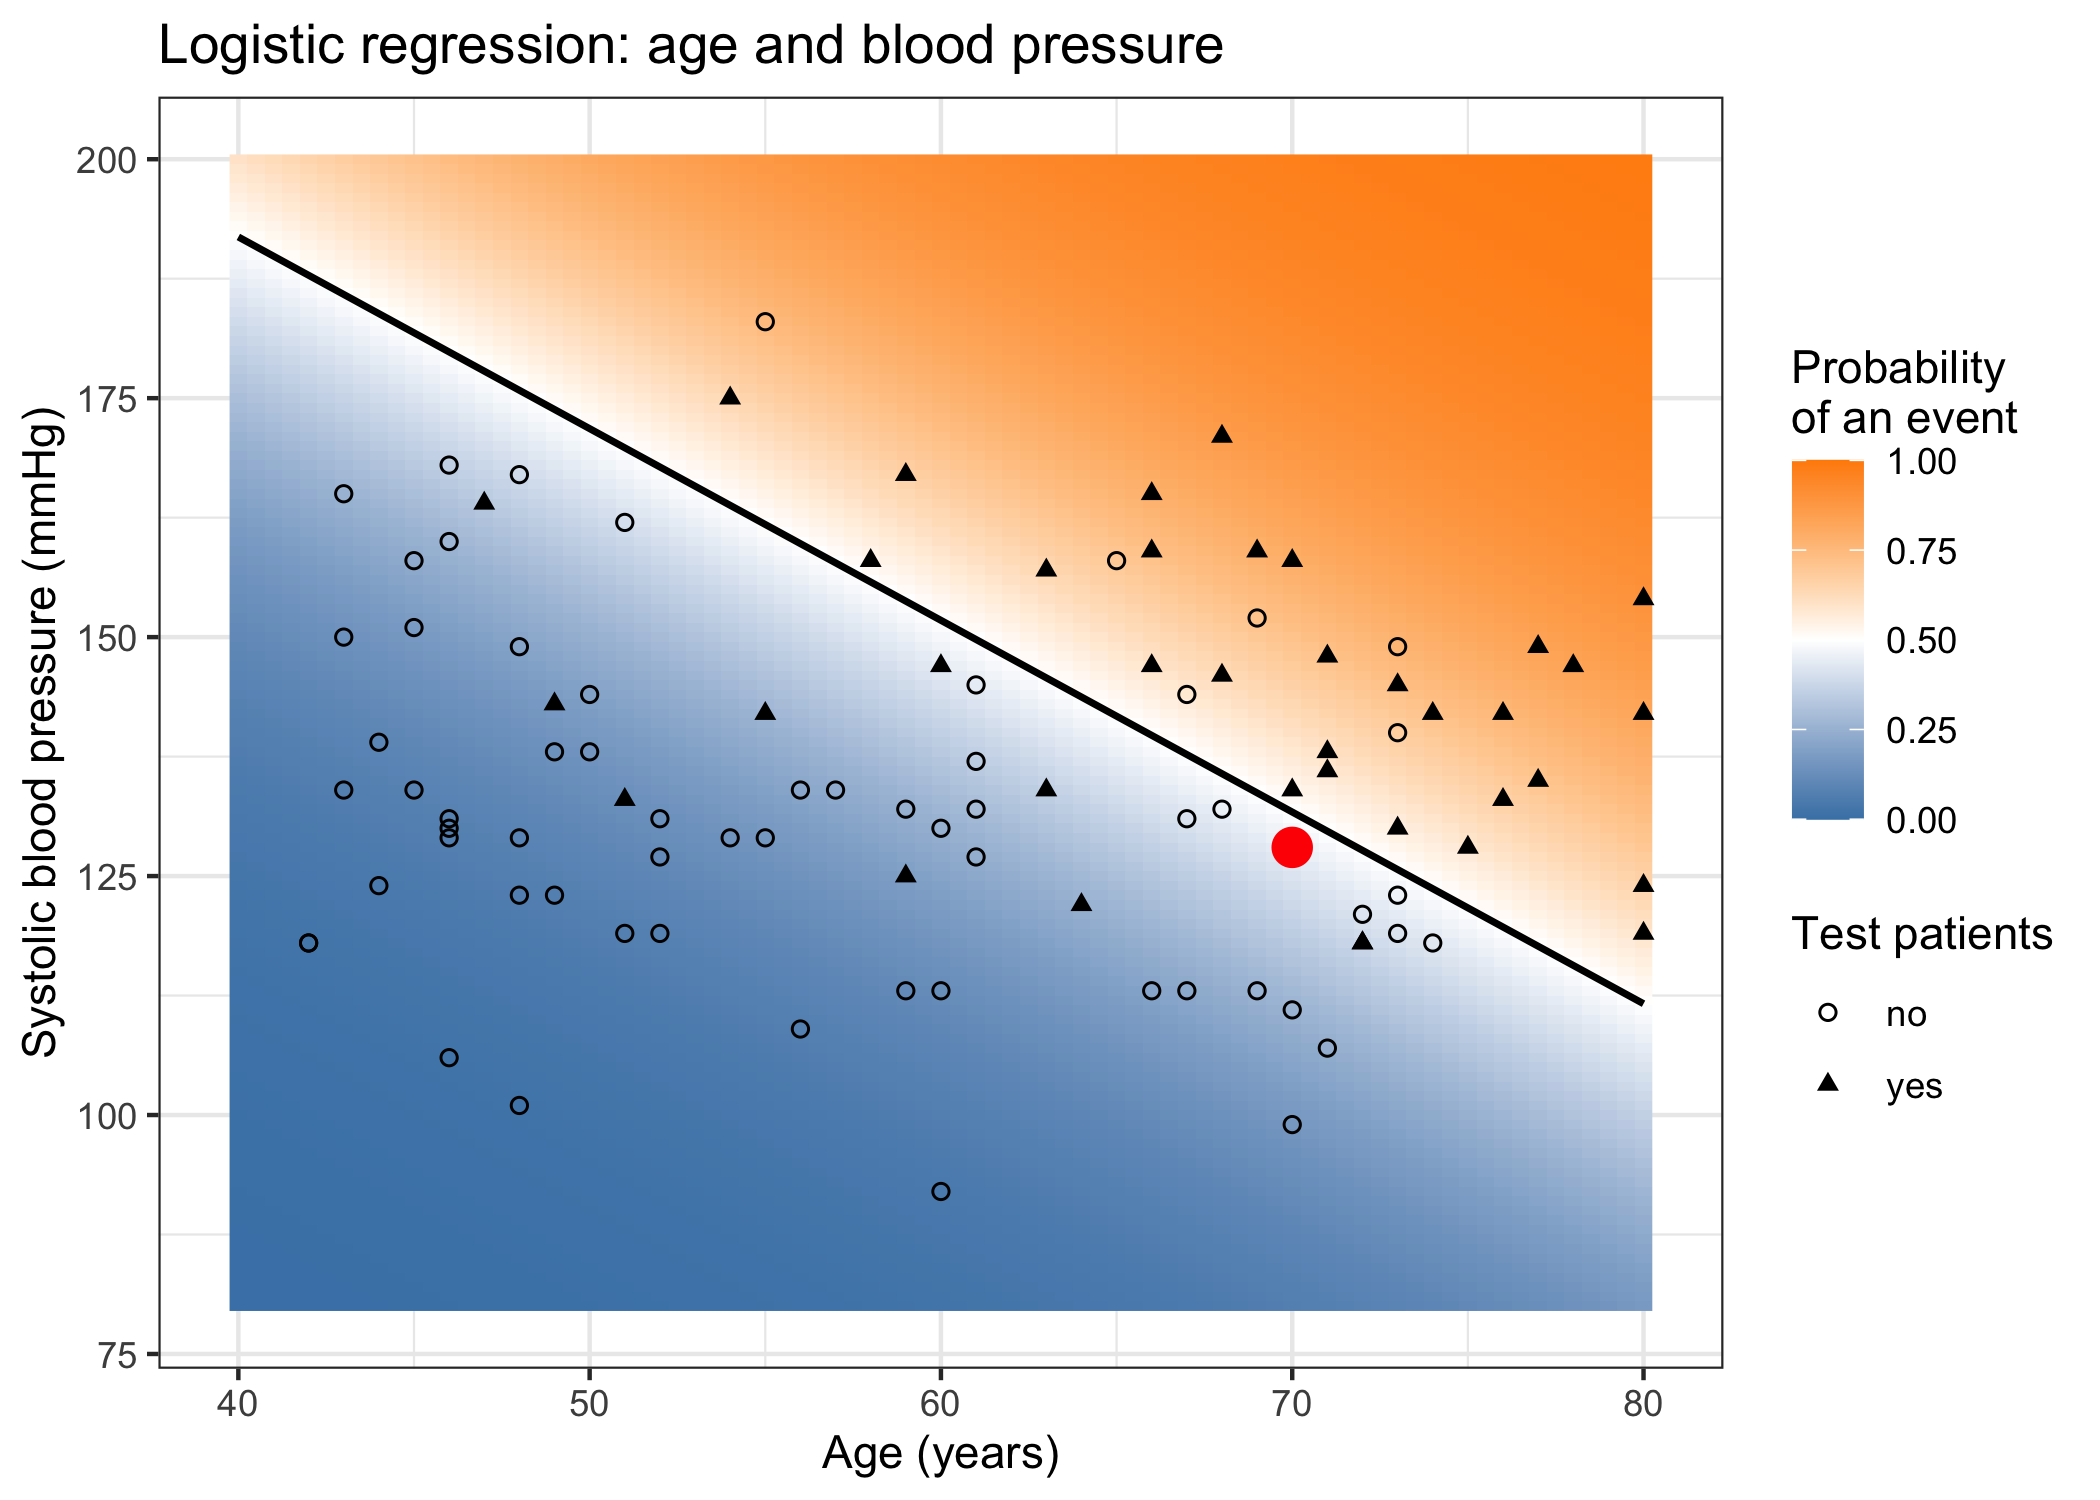 Logistic regression: age and blood pressure
200
175
150
125
100
75
Systolic blood pressure (mmHg)
40
50
60
70
80
Age (years)
Probability
of an event
1.00
0.75
0.50
0.25
0.00
Test patients
no
yes